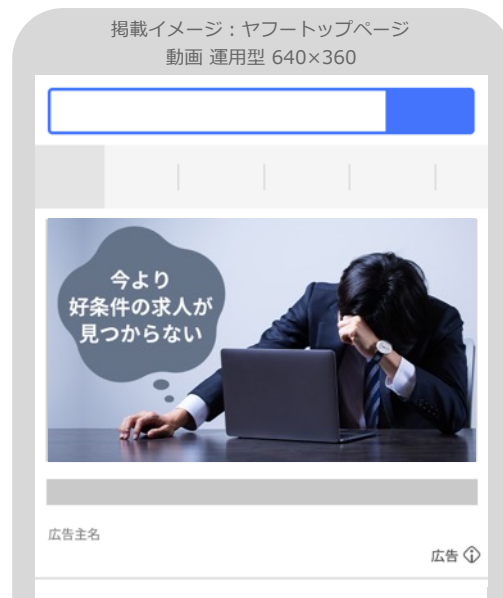 掲載イメージ：ヤフートップページ
動画 運用型 640×360
今より
好条件の求人が
見つからない
広告主名
広告